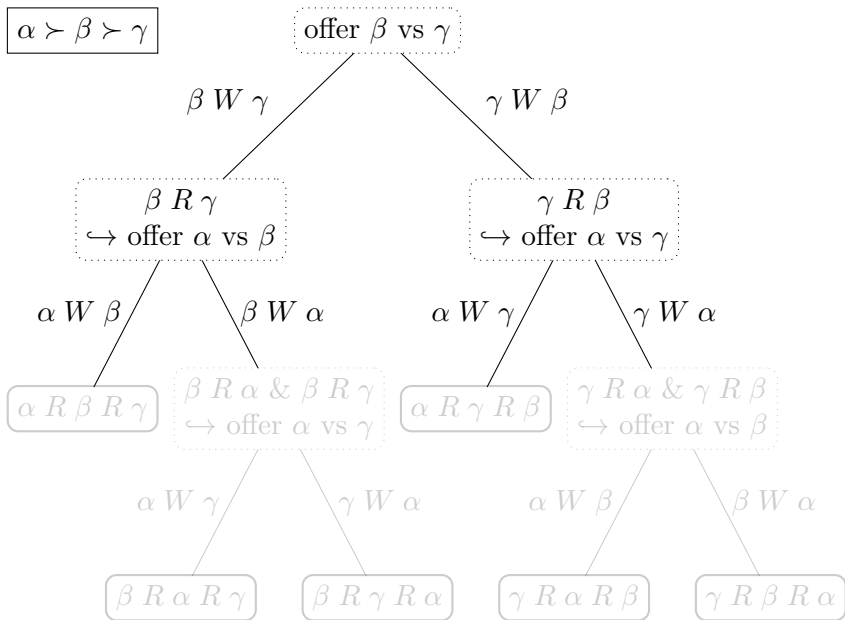 α ≻ β ≻ γ
offer β vs γ
β W γ
γ W β
β R γ
↪ offer α vs β
γ R β
↪ offer α vs γ
α W β
β W α
α W γ
γ W α
α R β R γ
β R α & β R γ
↪ offer α vs γ
α R γ R β
γ R α & γ R β
↪ offer α vs β
α W γ
γ W α
α W β
β W α
β R α R γ
β R γ R α
γ R α R β
γ R β R α